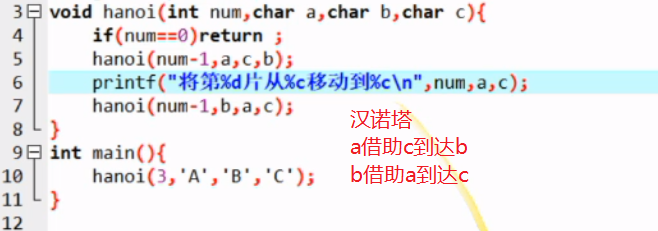 3 void hanoi(int num,char a,char b,char c){
4 if(num==0)return ;
5 hanoi(num-1,a,c,b);
6 printf("将第%d片从%c移动到%c\n",num,a,c);
7 hanoi(num-1,b,a,c);
8 }
汉诺塔
9 int main(){
a借助c到达b
10 hanoi(3,'A','B','C');
b借助a到达c
11 }
12